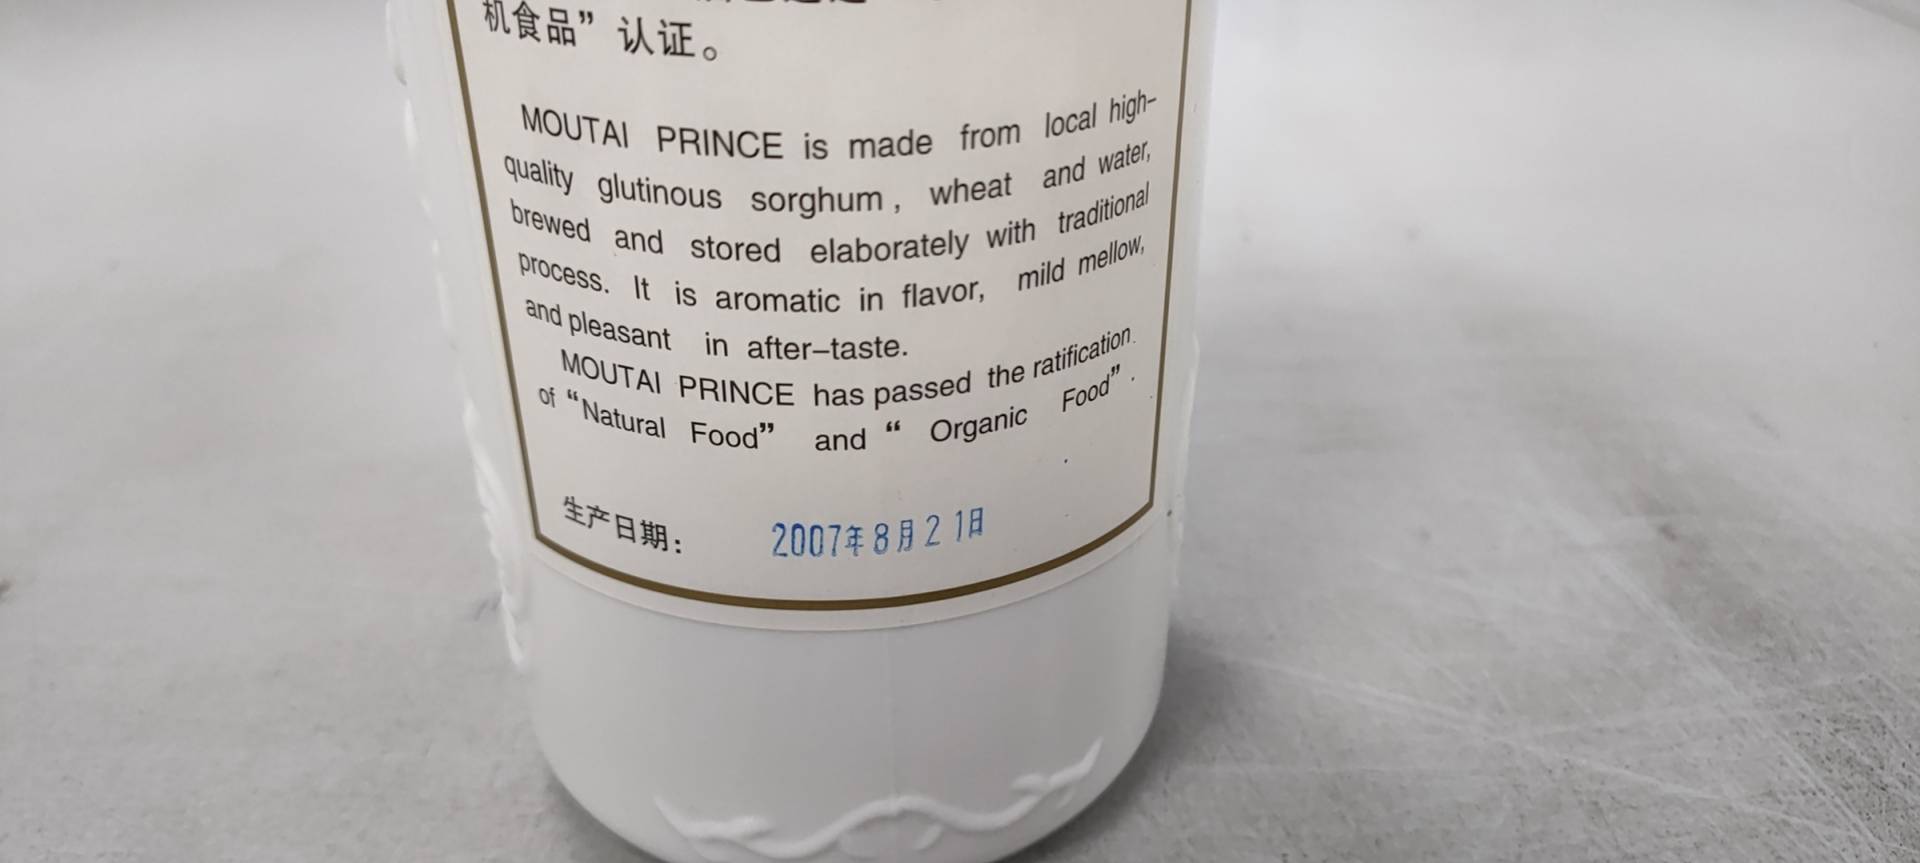 机食品”认证。
MOUTAI PRINCE is made from local high-
quality glutinous sorghum, wheat and water,
brewed and stored elaborately with traditional
process. It is aromatic in flavor, mild mellow,
and pleasant in after-taste.
MOUTAI PRINCE has passed the ratification
of “Natural Food” and “ Organic Food”.
生产日期： 2007年8月21日